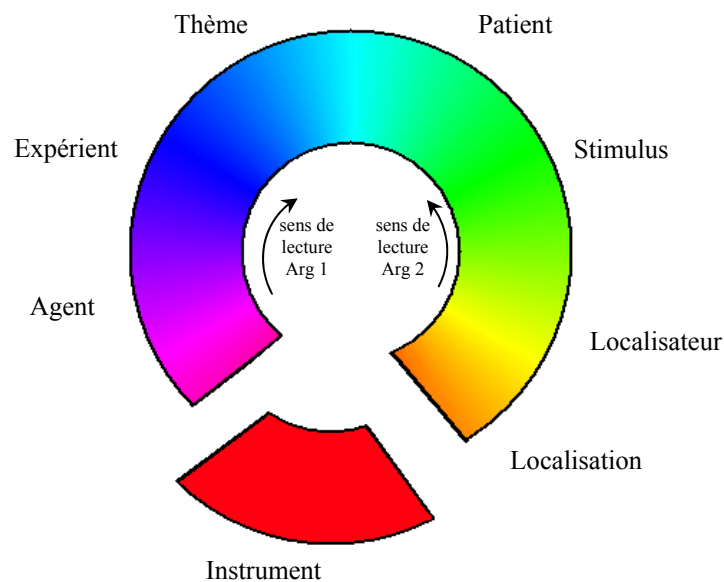 Thème
Patient
Expérient
Stimulus
sens de
lecture
Arg 1
sens de
lecture
Arg 2
Agent
Localisateur
Localisation
Instrument